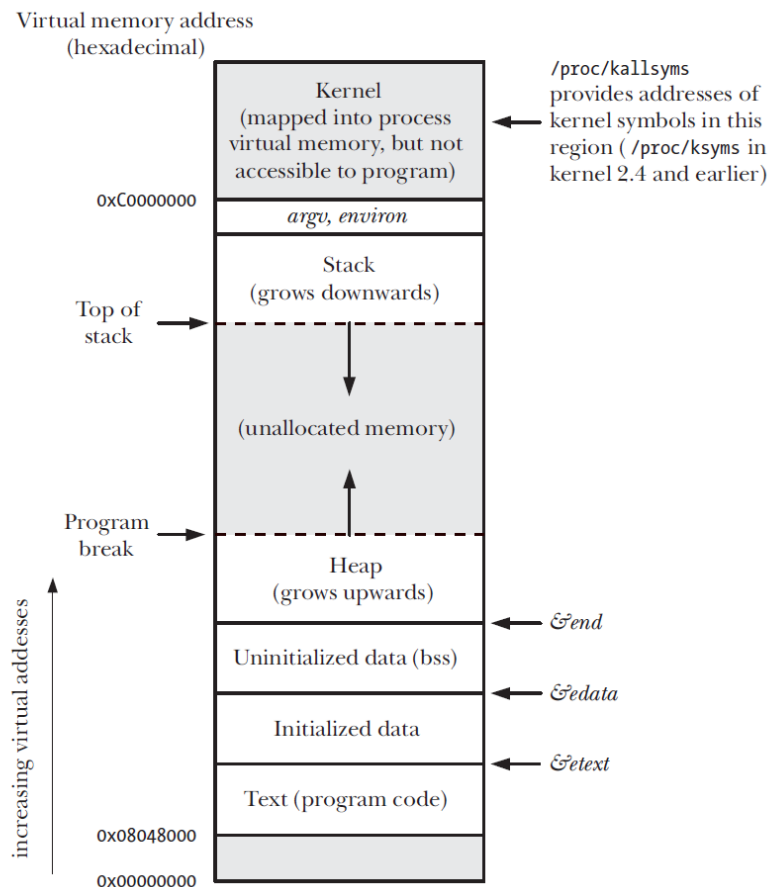 Virtual memory address
(hexadecimal)
Kernel
(mapped into process
virtual memory, but not
accessible to program)
/proc/kallsyms
provides addresses of
kernel symbols in this
region ( /proc/ksyms in
kernel 2.4 and earlier)
0xC0000000
argv, environ
Stack
(grows downwards)
Top of
stack
(unallocated memory)
Program
break
Heap
(grows upwards)
&end
Uninitialized data (bss)
&edata
Initialized data
&etext
Text (program code)
0x08048000
0x00000000
increasing virtual addesses